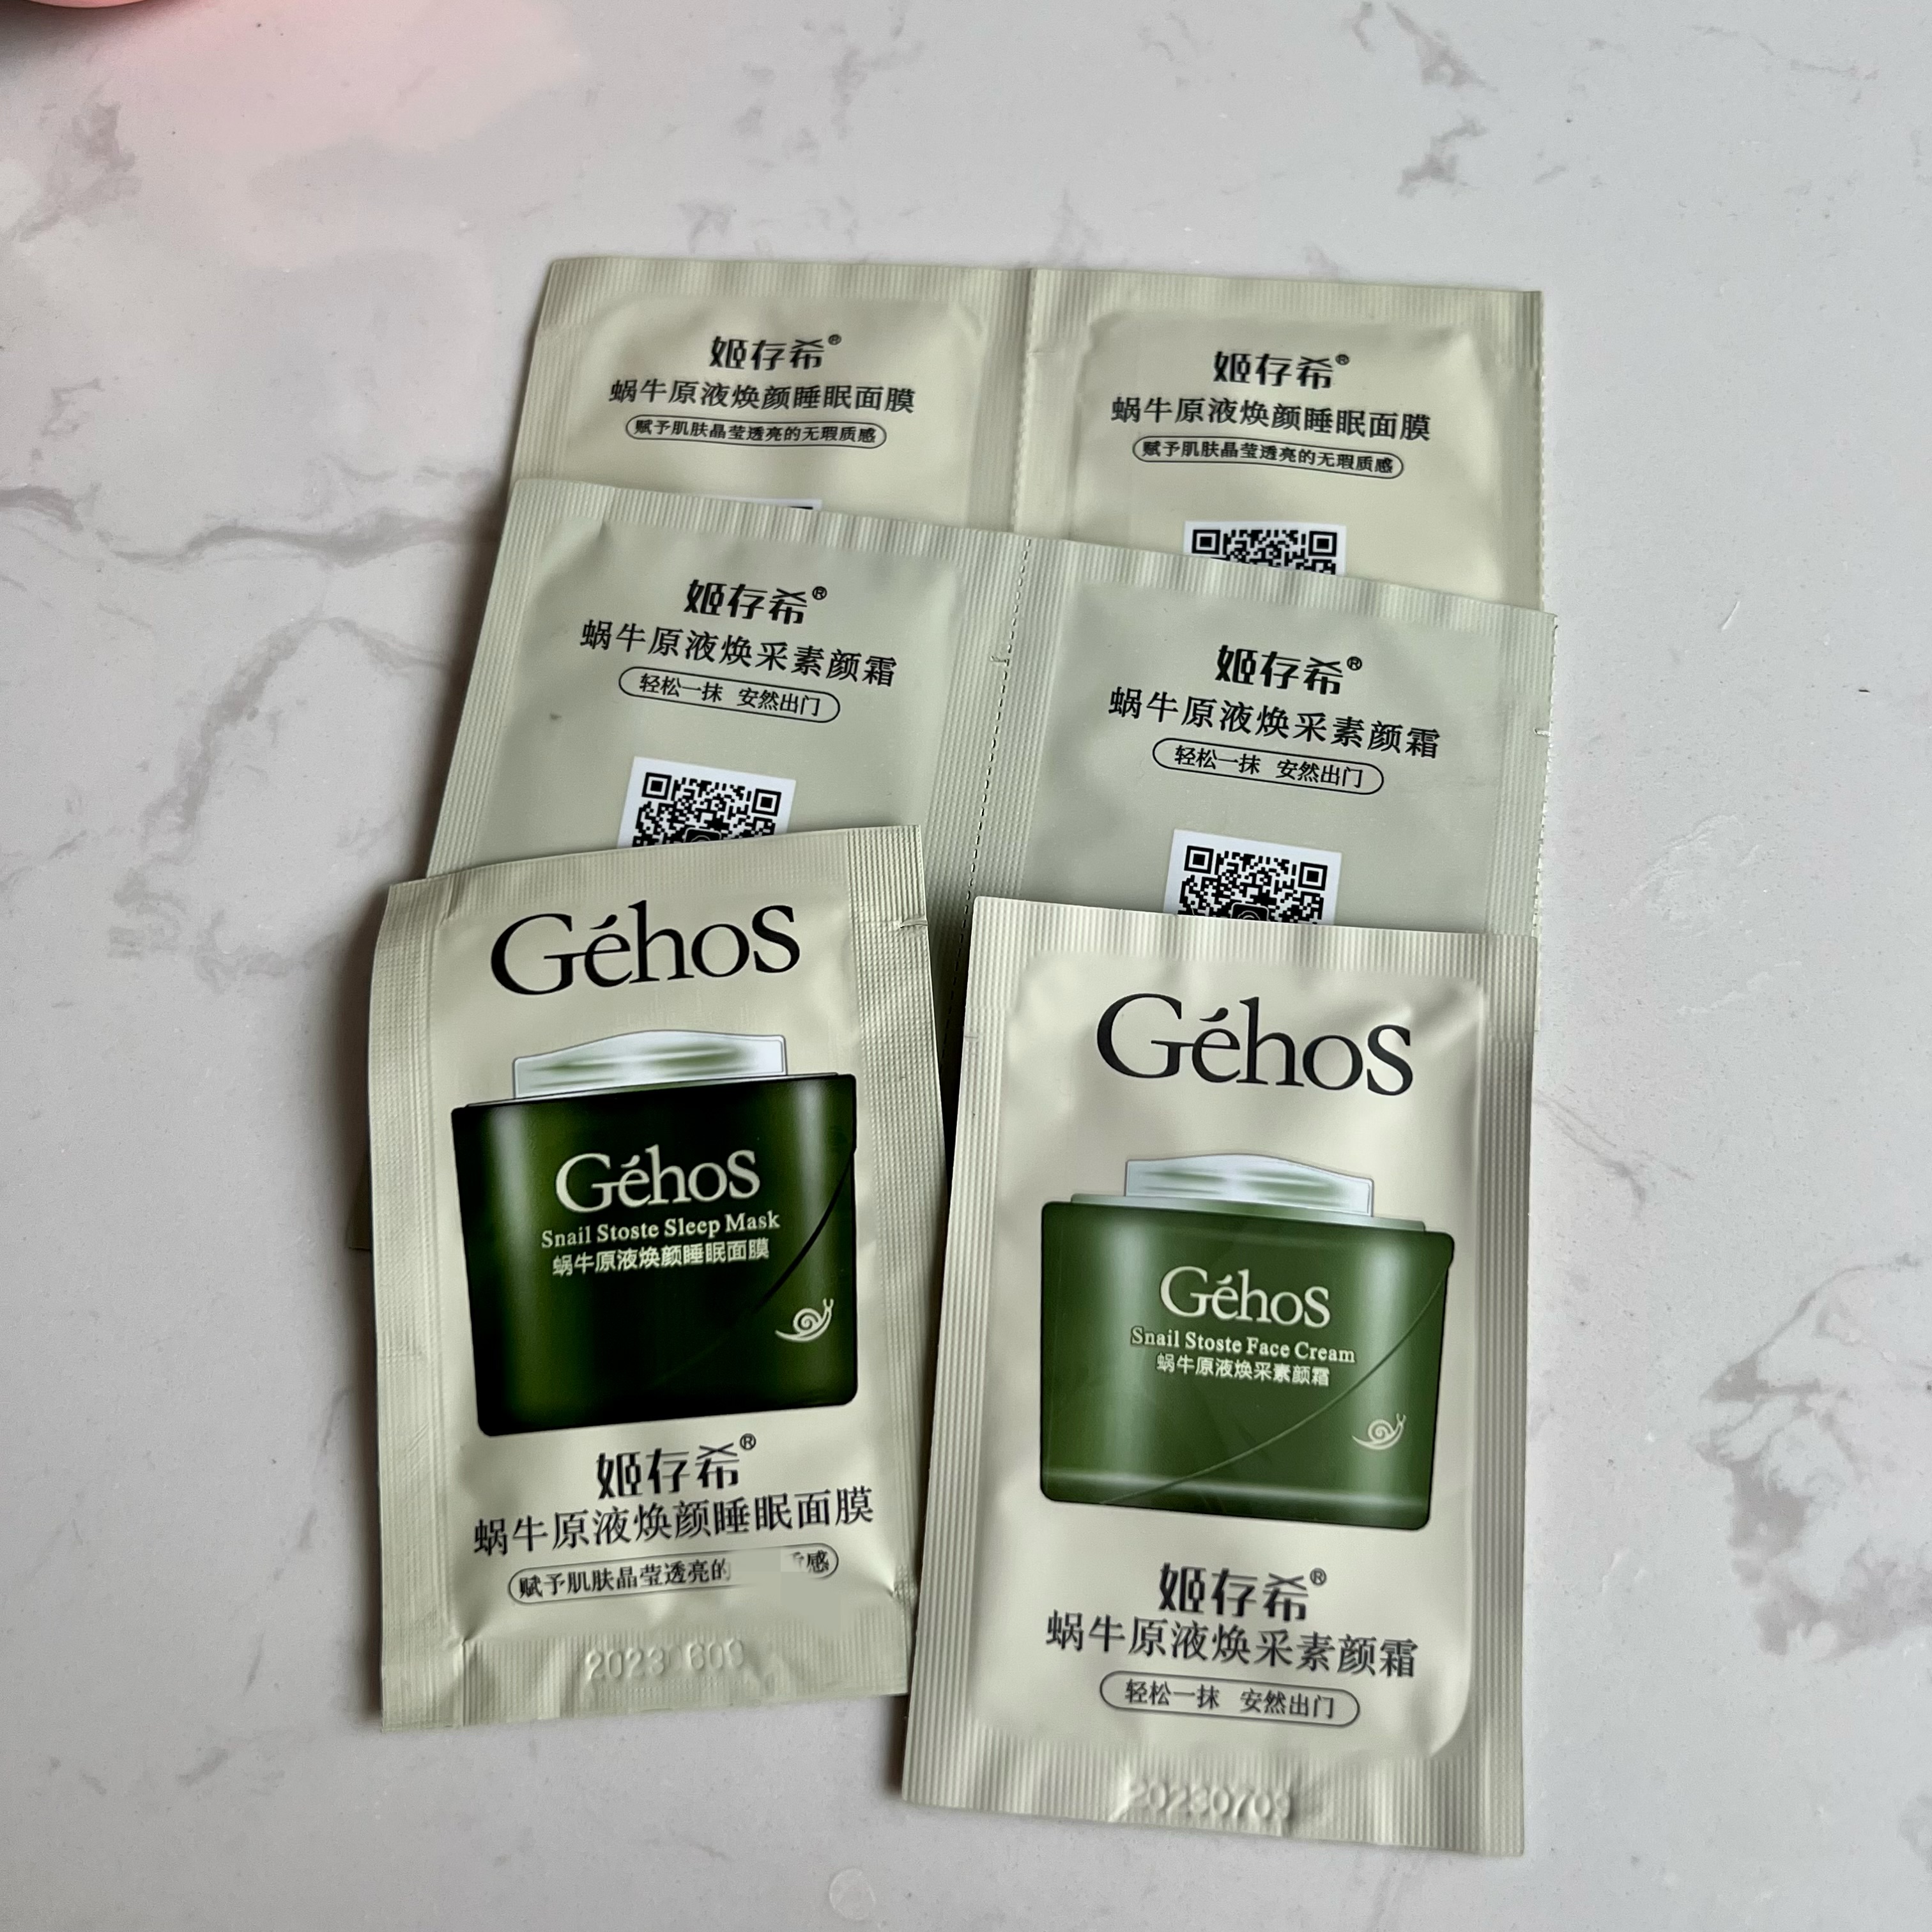 姬存希®
蜗牛原液焕颜睡眠面膜
赋予肌肤晶莹透亮的无瑕质感
姬存希®
蜗牛原液焕颜睡眠面膜
赋予肌肤晶莹透亮的无瑕质感
姬存希®
蜗牛原液焕采素颜霜
轻松一抹 安然出门
姬存希®
蜗牛原液焕采素颜霜
轻松一抹 安然出门
Géhos
Géhos
Snail Stoste Sleep Mask
蜗牛原液焕颜睡眠面膜
姬存希®
蜗牛原液焕颜睡眠面膜
赋予肌肤晶莹透亮的 感
2023 609
Géhos
Géhos
Snail Stoste Face Cream
蜗牛原液焕采素颜霜
姬存希®
蜗牛原液焕采素颜霜
轻松一抹 安然出门
20230703